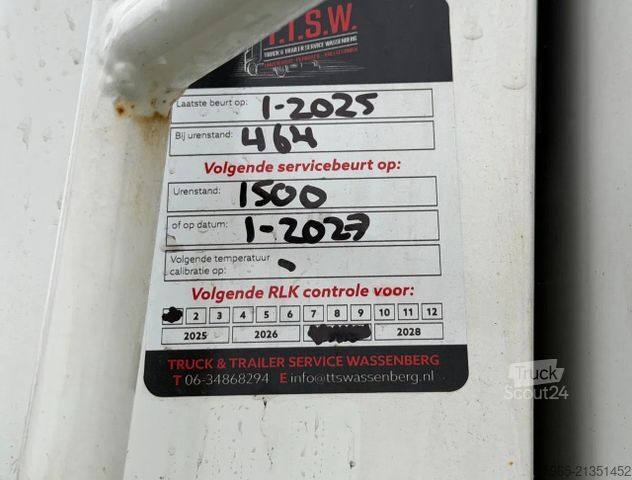 T.T.S.W.
TRUCK & TRAILER SERVICE WASSENBERG
Laatste beurt op: 1-2025
Bij urenstand: 464
Volgende servicebeurt op:
Urenstand: 1500
of op datum: 1-2027
Volgende temperatuur
calibratie op: -
Volgende RLK controle voor:
2 3 4 5 6 7 8 9 10 11 12
2025 2026 2028
TRUCK & TRAILER SERVICE WASSENBERG
T 06-34868294 E info@ttswassenberg.nl
Truck
Scout24
21351452